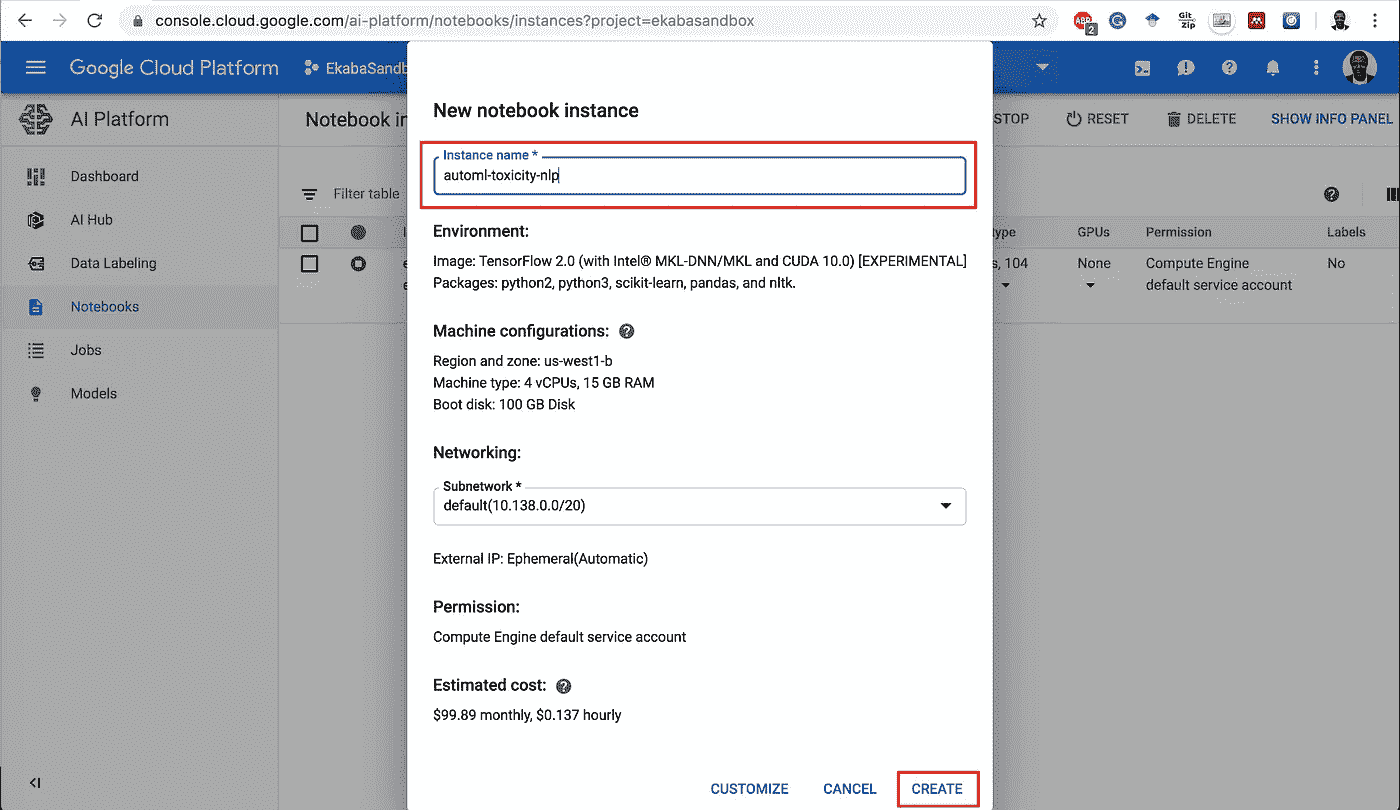 console.cloud.google.com/ai-platform/notebooks/instances?project=ekabasandbox
ABP
2
G
Git
Zip
Google Cloud Platform
EkabaSandb
AI Platform
Notebook in
STOP
RESET
DELETE
SHOW INFO PANEL
Dashboard
AI Hub
Data Labeling
Notebooks
Jobs
Models
Filter table
type
GPUs
Permission
Labels
s, 104
None
Compute Engine
default service account
No
New notebook instance
Instance name *
automl-toxicity-nlp
Environment:
Image: TensorFlow 2.0 (with Intel® MKL-DNN/MKL and CUDA 10.0) [EXPERIMENTAL]
Packages: python2, python3, scikit-learn, pandas, and nltk.
Machine configurations:
Region and zone: us-west1-b
Machine type: 4 vCPUs, 15 GB RAM
Boot disk: 100 GB Disk
Networking:
Subnetwork *
default(10.138.0.0/20)
External IP: Ephemeral(Automatic)
Permission:
Compute Engine default service account
Estimated cost:
$99.89 monthly, $0.137 hourly
CUSTOMIZE
CANCEL
CREATE